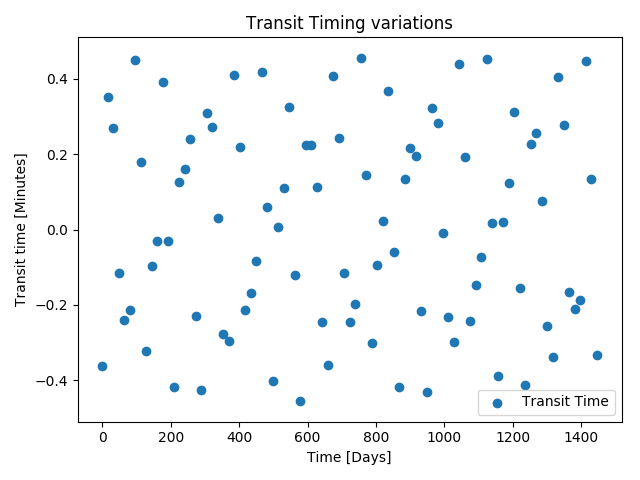 Transit Timing variations
Transit time [Minutes]
0.4
0.2
0.0
−0.2
−0.4
Transit Time
0 200 400 600 800 1000 1200 1400
Time [Days]